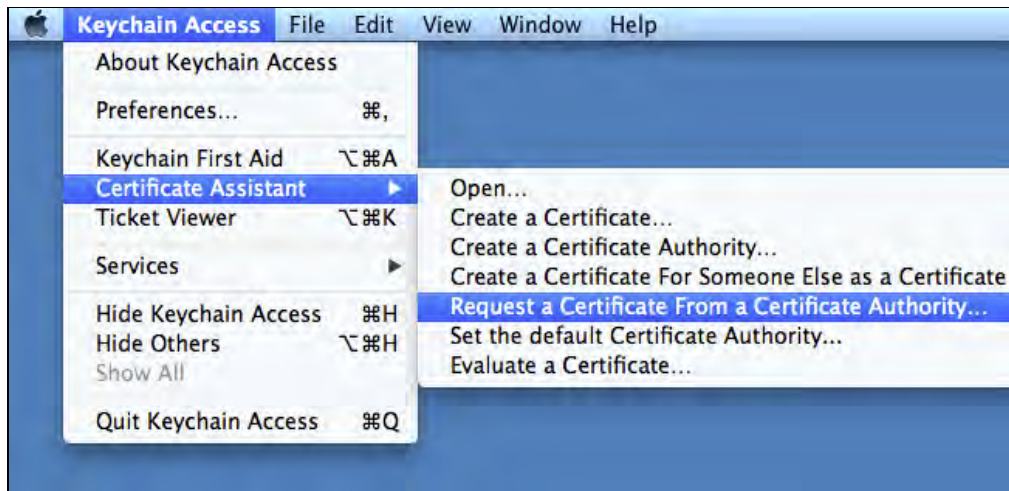 Keychain Access File Edit View Window Help
About Keychain Access
Preferences... ⌘,
Keychain First Aid ⌥⌘A
Certificate Assistant ▶
Ticket Viewer ⌥⌘K
Services ▶
Hide Keychain Access ⌘H
Hide Others ⌥⌘H
Show All
Quit Keychain Access ⌘Q
Open...
Create a Certificate...
Create a Certificate Authority...
Create a Certificate For Someone Else as a Certificate
Request a Certificate From a Certificate Authority...
Set the default Certificate Authority...
Evaluate a Certificate...